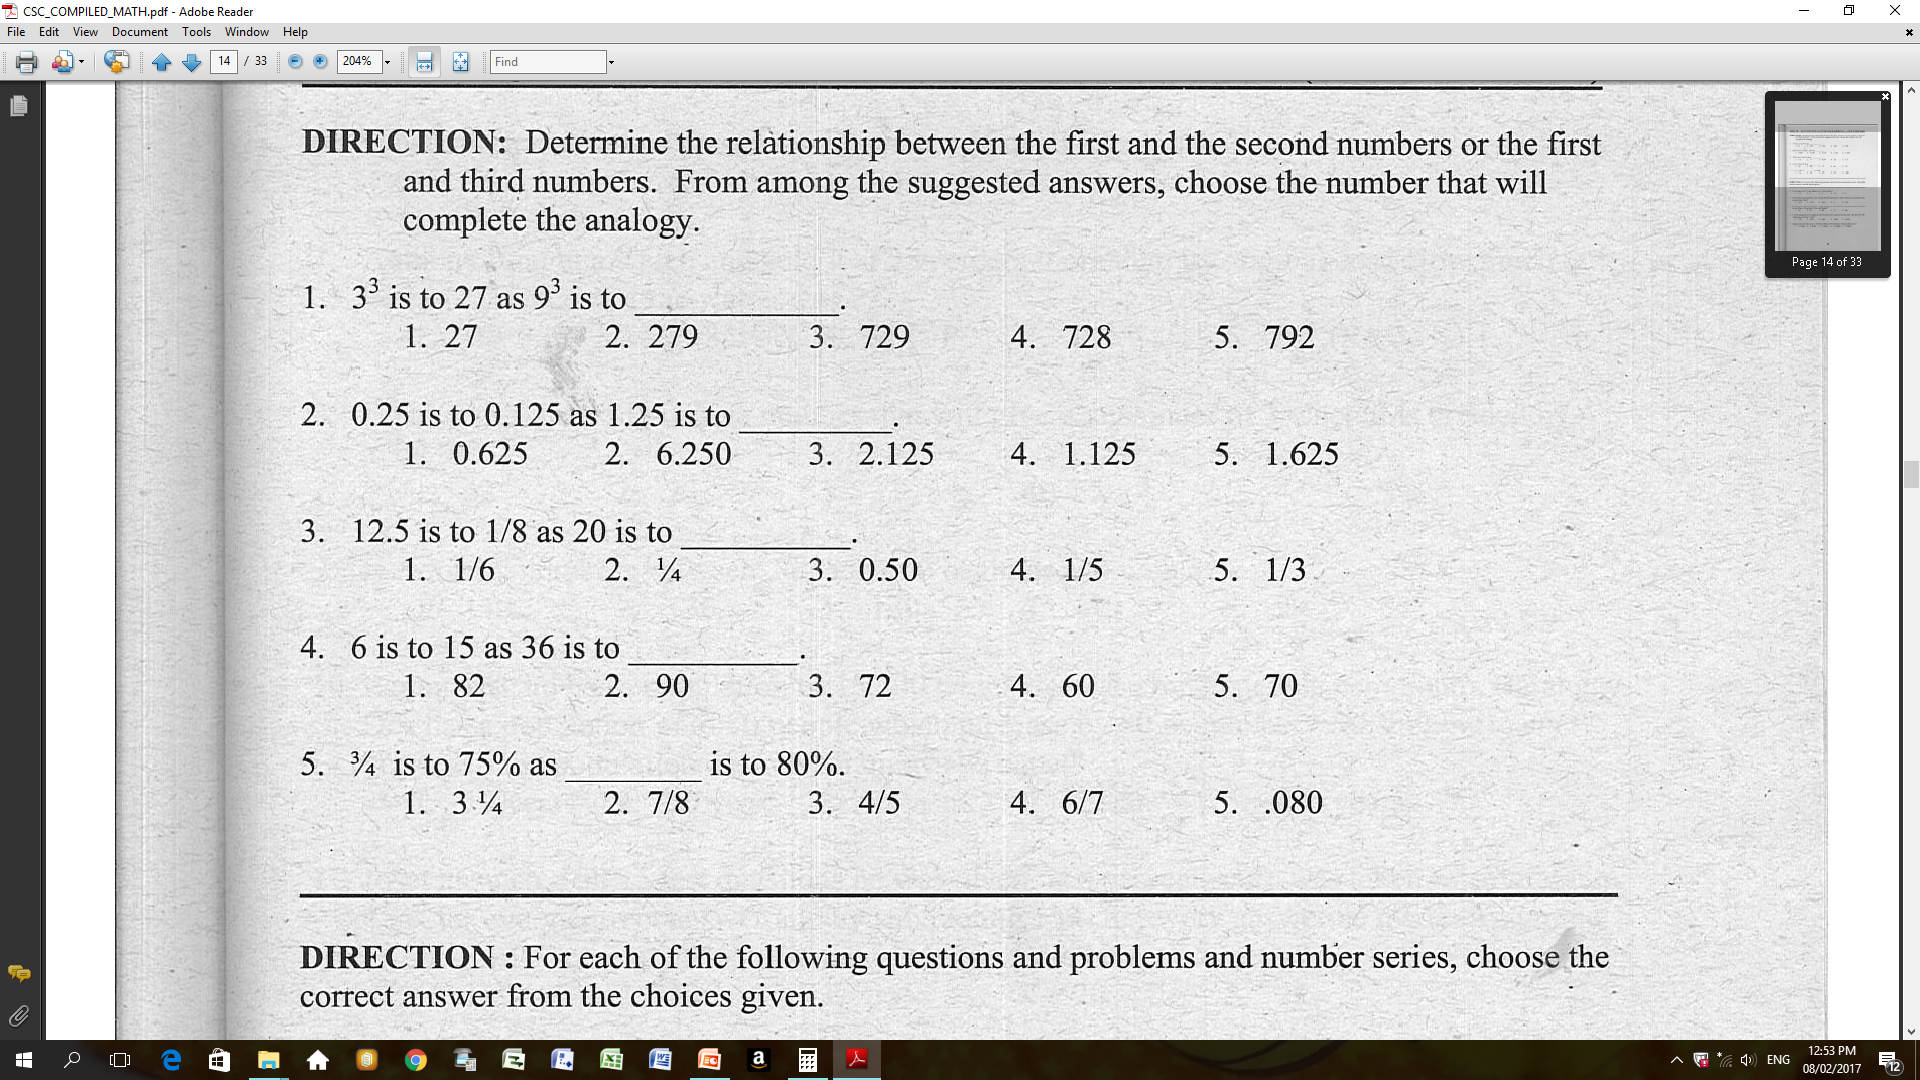 CSC_COMPILED_MATH.pdf - Adobe Reader
File Edit View Document Tools Window Help
14 / 33 204% Find
DIRECTION: Determine the relationship between the first and the second numbers or the first
and third numbers. From among the suggested answers, choose the number that will
complete the analogy.
1. 3³ is to 27 as 9³ is to ____________.
1. 27 2. 279 3. 729 4. 728 5. 792
2. 0.25 is to 0.125 as 1.25 is to _________.
1. 0.625 2. 6.250 3. 2.125 4. 1.125 5. 1.625
3. 12.5 is to 1/8 as 20 is to __________.
1. 1/6 2. ¼ 3. 0.50 4. 1/5 5. 1/3
4. 6 is to 15 as 36 is to __________.
1. 82 2. 90 3. 72 4. 60 5. 70
5. ¾ is to 75% as ________ is to 80%.
1. 3 ¼ 2. 7/8 3. 4/5 4. 6/7 5. .080
DIRECTION : For each of the following questions and problems and number series, choose the
correct answer from the choices given.
Page 14 of 33
ENG
12:53 PM
08/02/2017
12